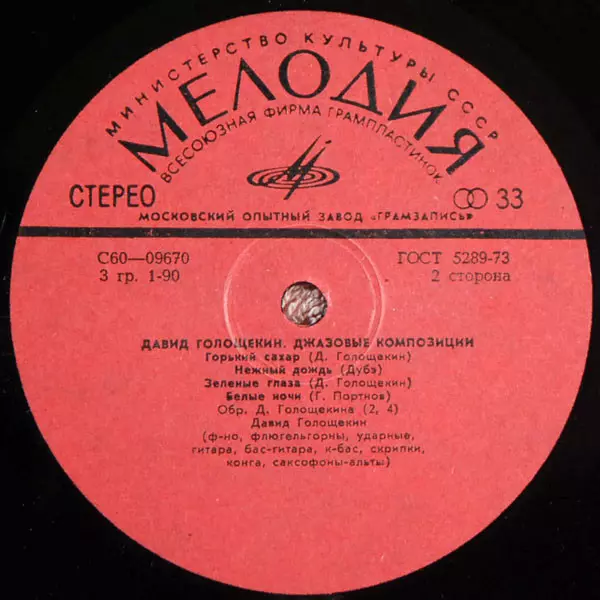 МИНИСТЕРСТВО КУЛЬТУРЫ СССР
МЕЛОДИЯ
ВСЕСОЮЗНАЯ ФИРМА ГРАМПЛАСТИНОК
СТЕРЕО
33
МОСКОВСКИЙ ОПЫТНЫЙ ЗАВОД «ГРАМЗАПИСЬ»
С60—09670
ГОСТ 5289-73
3 гр. 1-90
2 сторона
ДАВИД ГОЛОЩЕКИН. ДЖАЗОВЫЕ КОМПОЗИЦИИ
Горький сахар (Д. Голощекин)
Нежный дождь (Дубэ)
Зеленые глаза (Д. Голощекин)
Белые ночи (Г. Портнов)
Обр. Д. Голощекина (2, 4)
Давид Голощекин
(ф-но, флюгельгорны, ударные,
гитара, бас-гитара, к-бас, скрипки,
конга, саксофоны-альты)